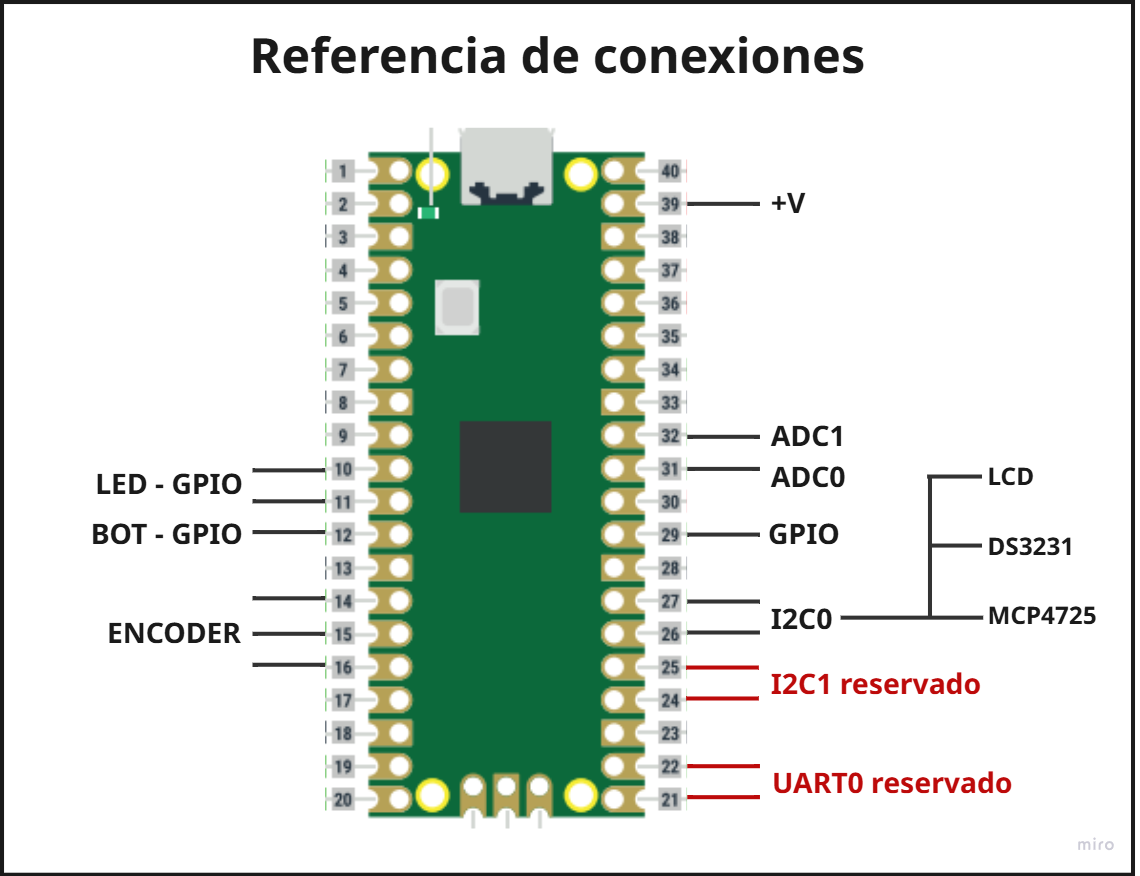 Referencia de conexiones
1
40
2
39
+V
3
38
4
37
5
36
6
35
7
34
8
33
9
32
ADC1
10
31
ADC0
LED - GPIO
LCD
11
30
BOT - GPIO
12
29
GPIO
DS3231
13
28
14
27
I2C0
MCP4725
ENCODER
15
26
16
25
I2C1 reservado
17
24
18
23
19
22
UART0 reservado
20
21
miro